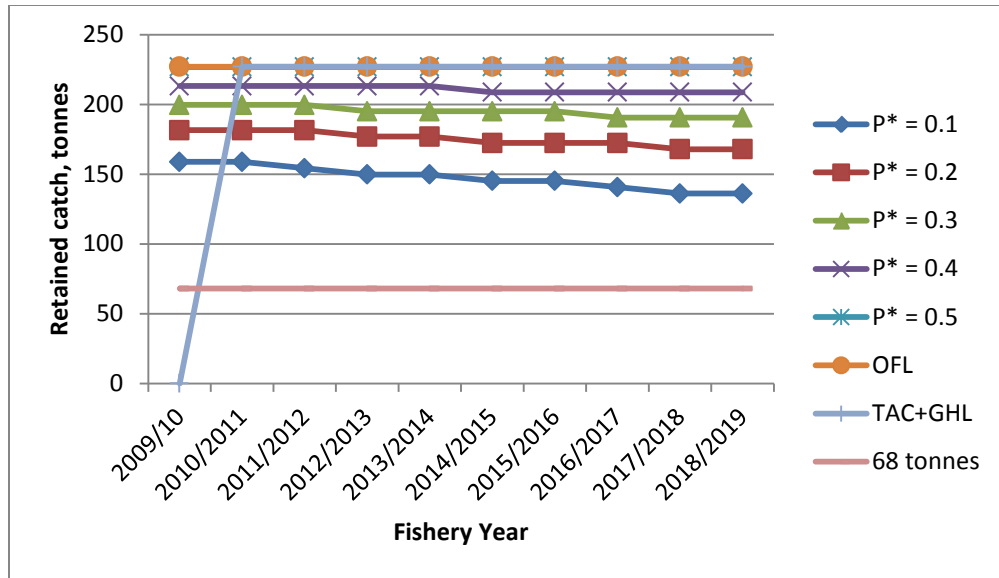 250
200
150
100
50
0
Retained catch, tonnes
2009/10
2010/2011
2011/2012
2012/2013
2013/2014
2014/2015
2015/2016
2016/2017
2017/2018
2018/2019
Fishery Year
P* = 0.1
P* = 0.2
P* = 0.3
P* = 0.4
P* = 0.5
OFL
TAC+GHL
68 tonnes